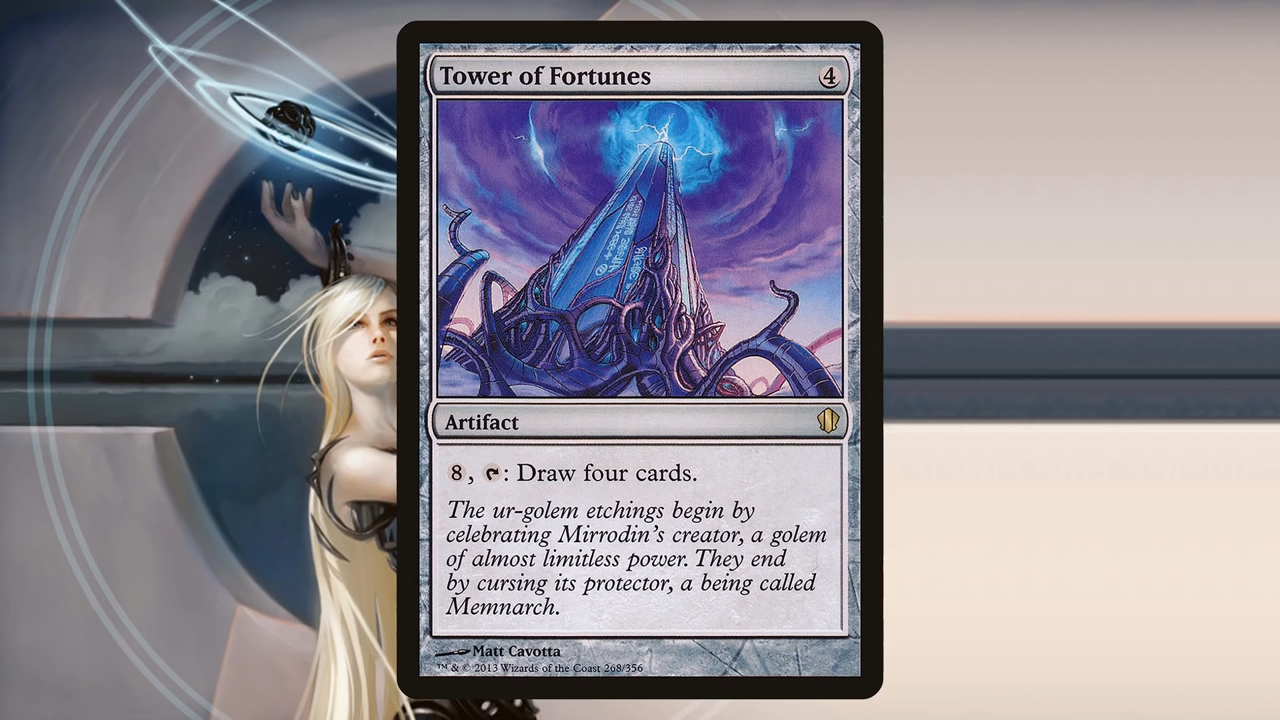 Tower of Fortunes 4
Artifact
8, : Draw four cards.
The ur-golem etchings begin by
celebrating Mirrodin's creator, a golem
of almost limitless power. They end
by cursing its protector, a being called
Memnarch.
Matt Cavotta
™ & © 2013 Wizards of the Coast 268/356